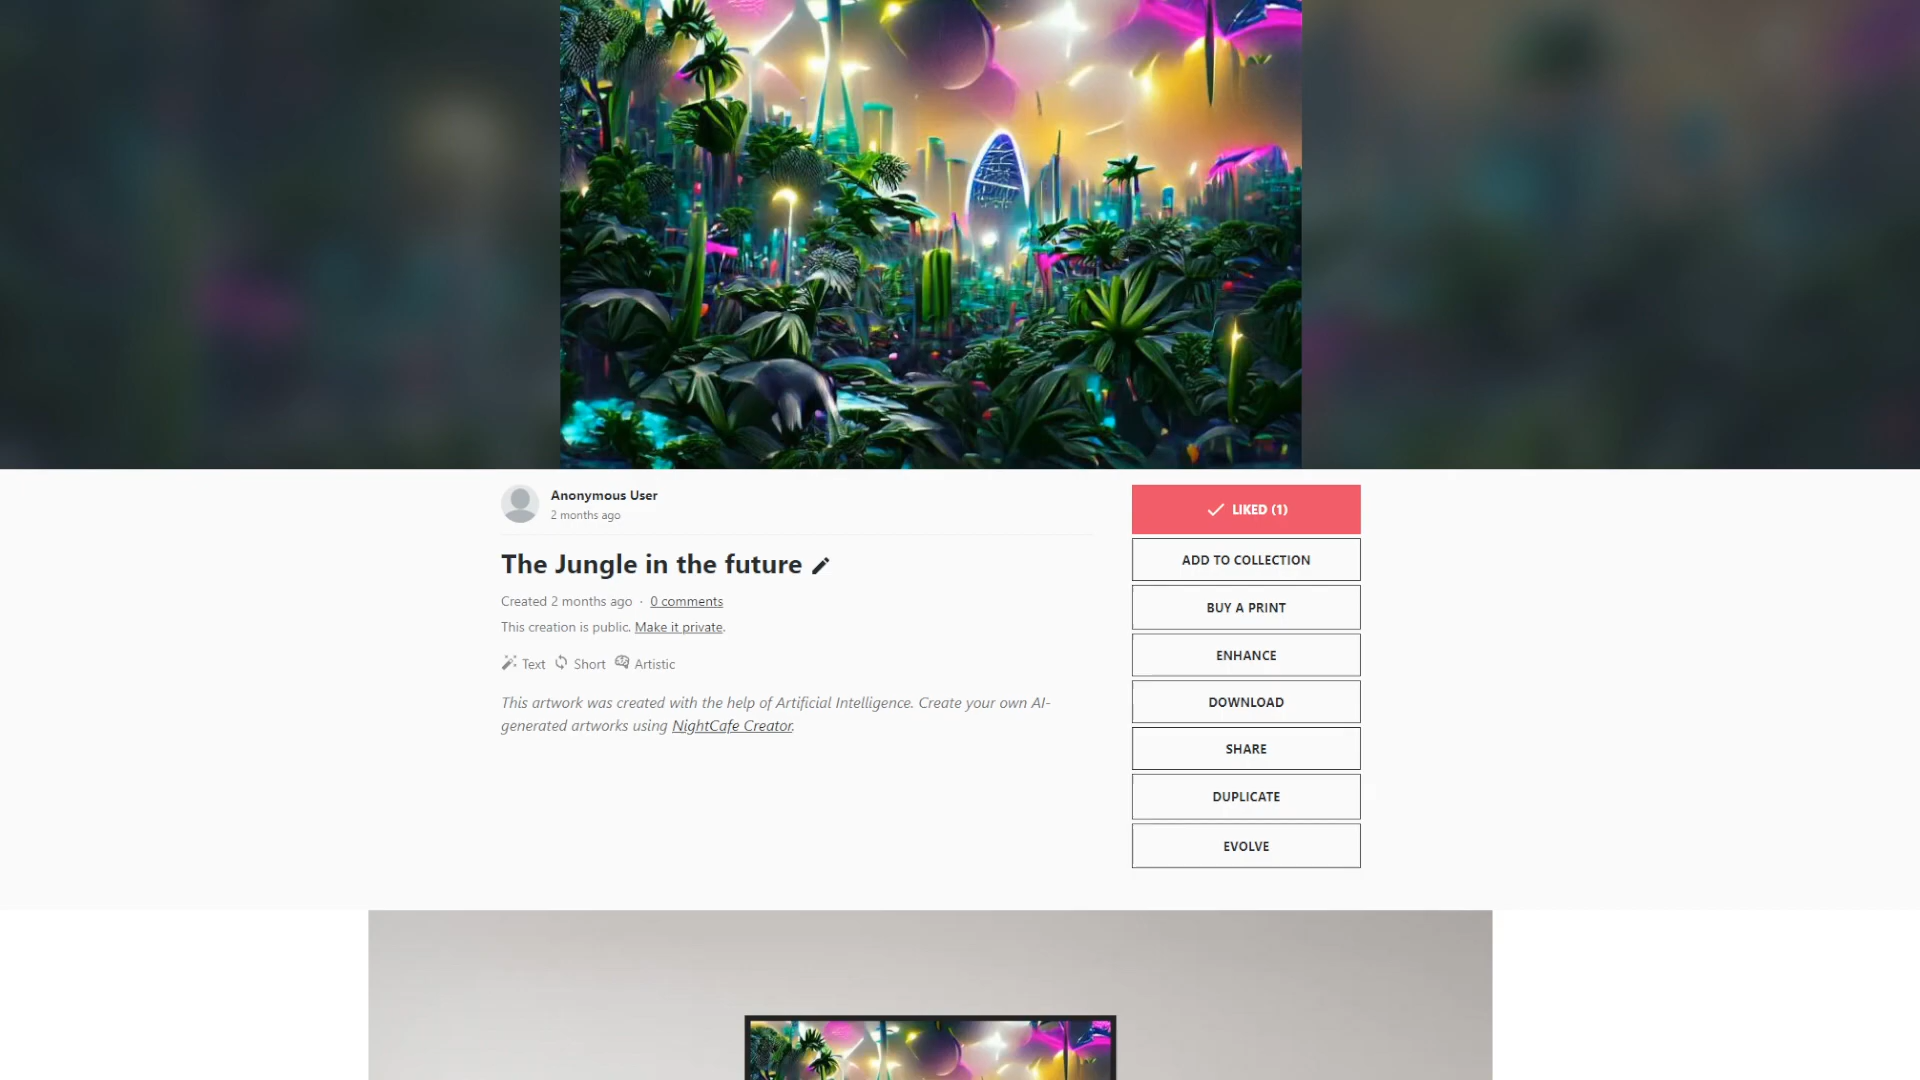 Anonymous User
2 months ago
The Jungle in the future
Created 2 months ago · 0 comments
This creation is public. Make it private.
Text Short Artistic
This artwork was created with the help of Artificial Intelligence. Create your own AI-
generated artworks using NightCafe Creator.
LIKED (1)
ADD TO COLLECTION
BUY A PRINT
ENHANCE
DOWNLOAD
SHARE
DUPLICATE
EVOLVE